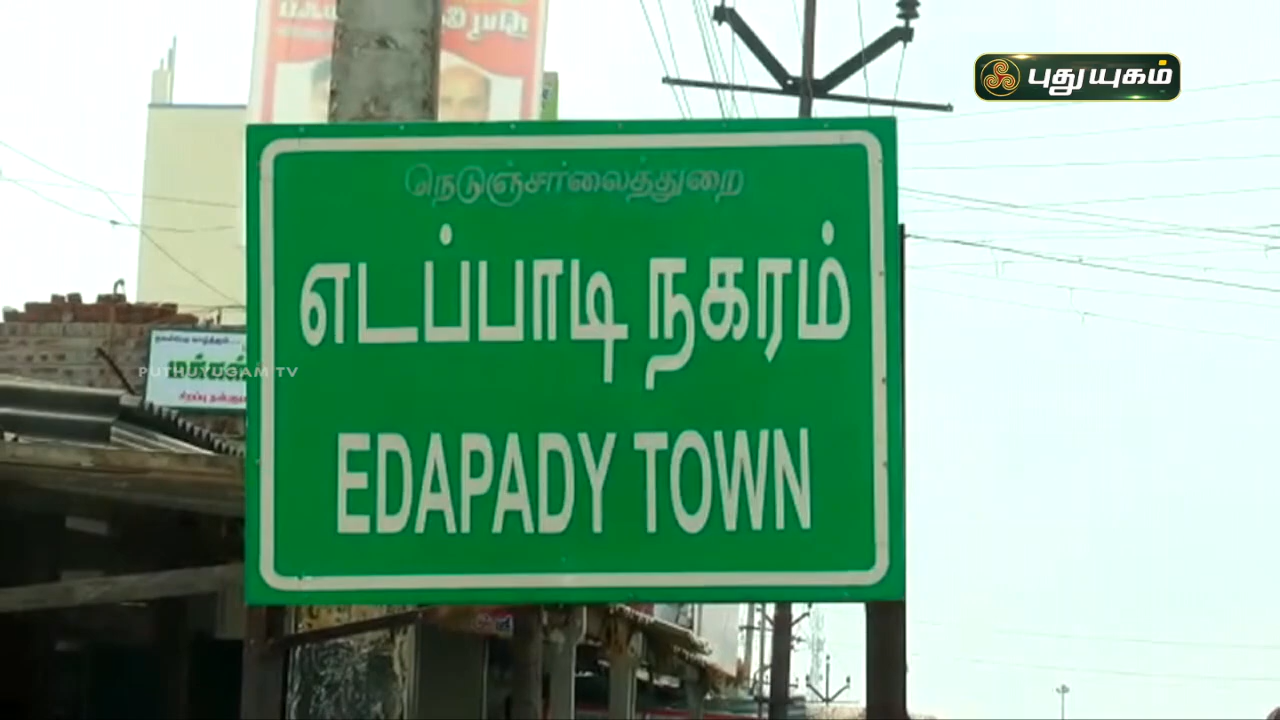 புதுயுகம்
நெடுஞ்சாலைத்துறை
எடப்பாடி நகரம்
EDAPADY TOWN
PUTHUYUGAM TV